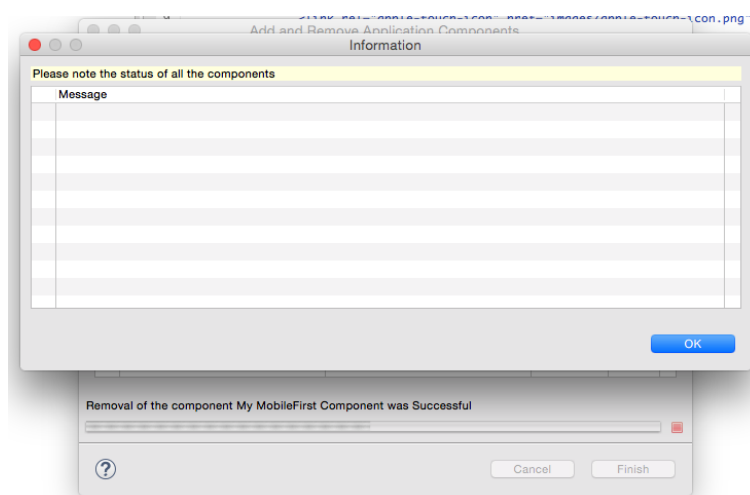 <link rel="apple-touch-icon" href="images/apple-touch-icon.png"
Add and Remove Application Components
Information
Please note the status of all the components
Message
OK
Removal of the component My MobileFirst Component was Successful
?
Cancel
Finish